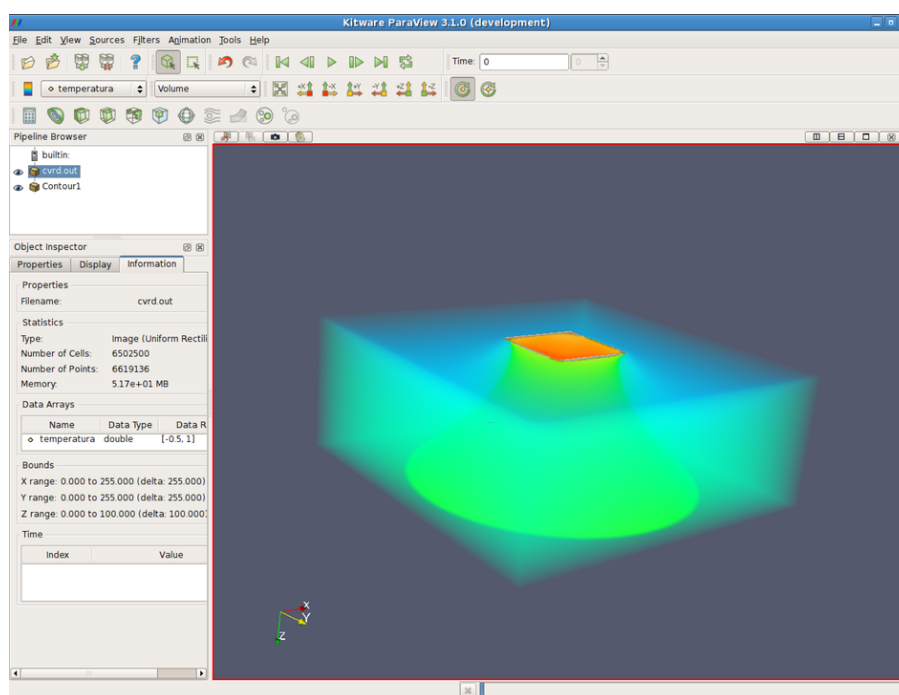 Kitware ParaView 3.1.0 (development)
File Edit View Sources Filters Animation Tools Help
Time: 0 0
temperatura Volume +X -X +Y -Y +Z -Z
Pipeline Browser
builtin:
cvrd.out
Contour1
Object Inspector
Properties Display Information
Properties
Filename: cvrd.out
Statistics
Type: Image (Uniform Rectili
Number of Cells: 6502500
Number of Points: 6619136
Memory: 5.17e+01 MB
Data Arrays
Name Data Type Data R
temperatura double [-0.5, 1]
Bounds
X range: 0.000 to 255.000 (delta: 255.000)
Y range: 0.000 to 255.000 (delta: 255.000)
Z range: 0.000 to 100.000 (delta: 100.000)
Time
Index Value
X
Y
Z